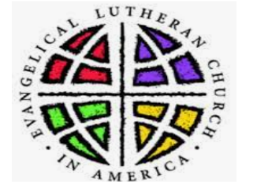 EVANGELICAL LUTHERAN CHURCH
· IN AMERICA ·